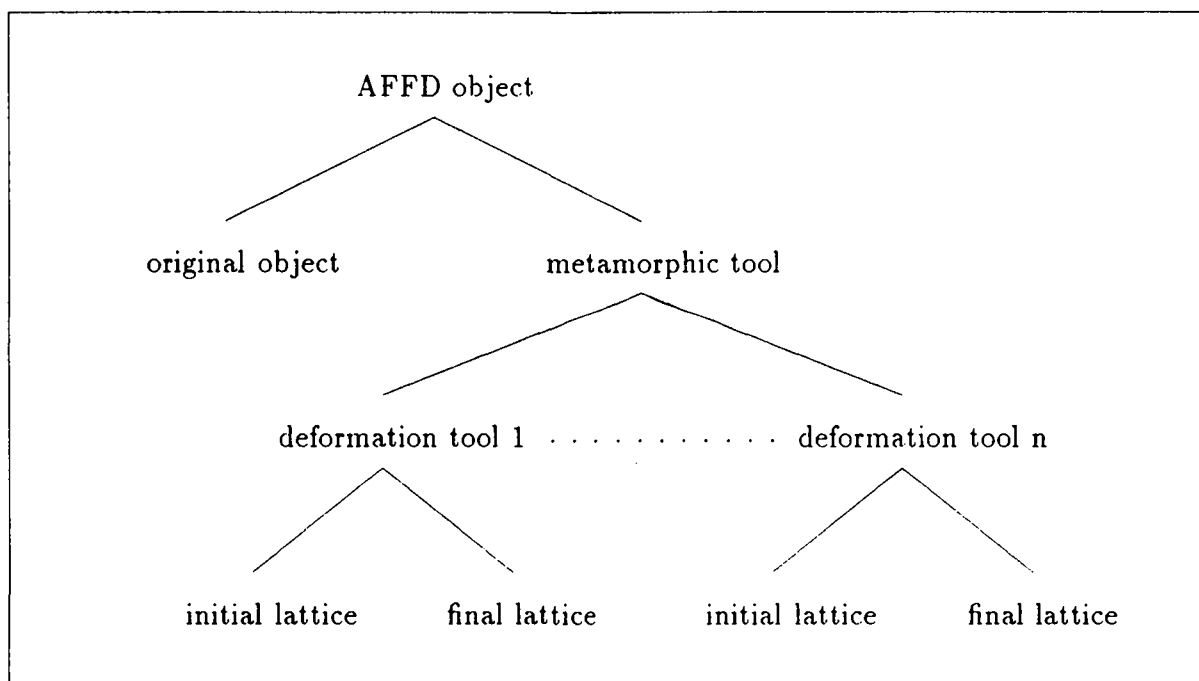 AFFD object
original object metamorphic tool
deformation tool 1 . . . . . . . . . . . deformation tool n
initial lattice final lattice initial lattice final lattice